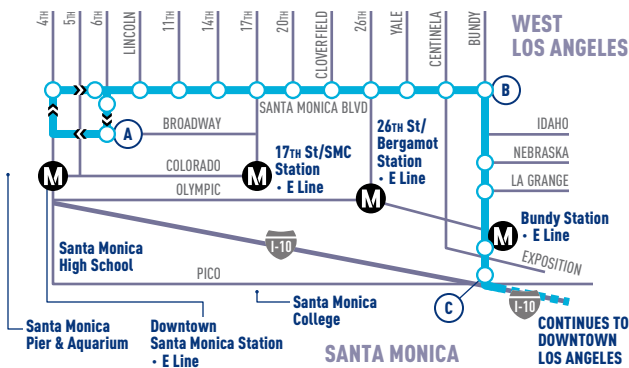 4TH
5TH
6TH
LINCOLN
11TH
14TH
17TH
20TH
CLOVERFIELD
26TH
YALE
CENTINELA
BUNDY
WEST
LOS ANGELES
B
SANTA MONICA BLVD
A
BROADWAY
26TH St/
Bergamot
Station
• E Line
IDAHO
NEBRASKA
LA GRANGE
COLORADO
17TH St/SMC
Station
• E Line
M
M
OLYMPIC
M
Bundy Station
• E Line
M
I-10
EXPOSITION
Santa Monica
High School
PICO
C
I-10
Santa Monica
College
Santa Monica
Pier & Aquarium
Downtown
Santa Monica Station
• E Line
SANTA MONICA
CONTINUES TO
DOWNTOWN
LOS ANGELES